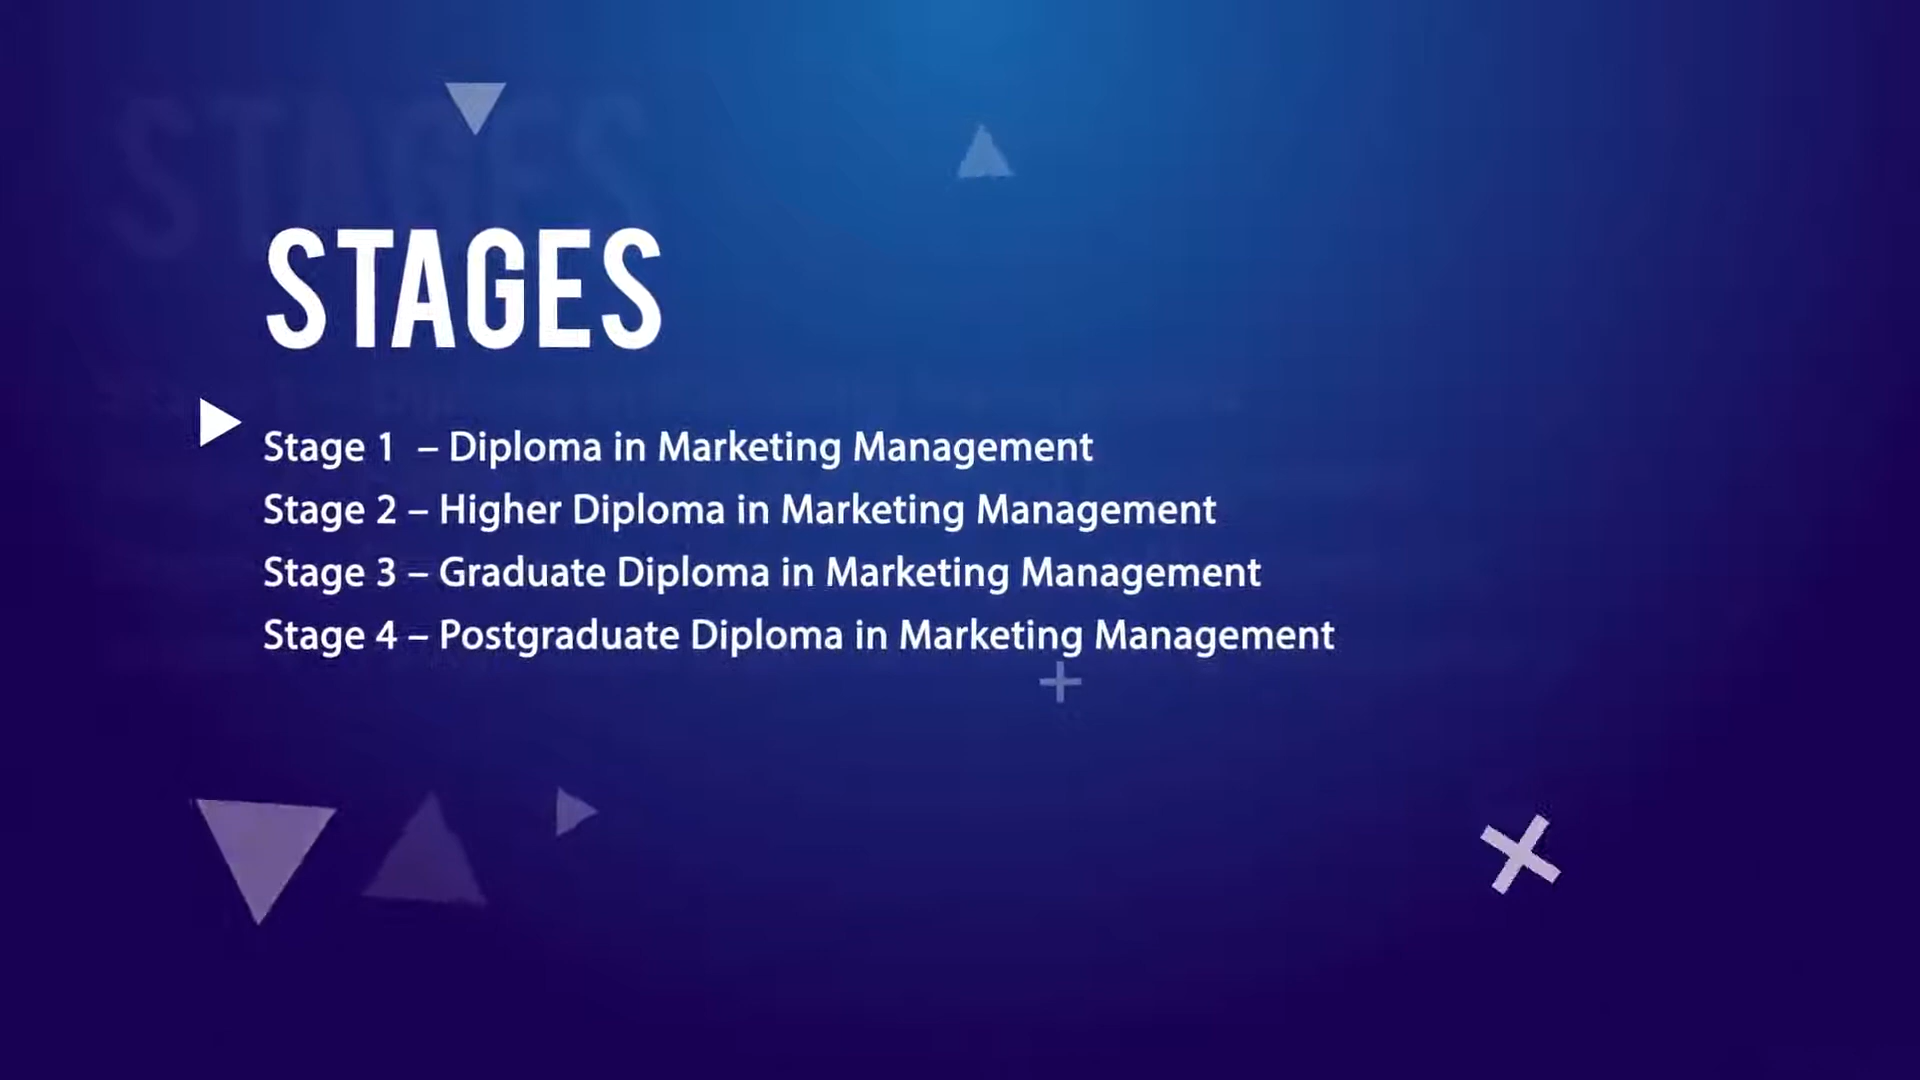 STAGES
Stage 1 – Diploma in Marketing Management
Stage 2 – Higher Diploma in Marketing Management
Stage 3 – Graduate Diploma in Marketing Management
Stage 4 – Postgraduate Diploma in Marketing Management